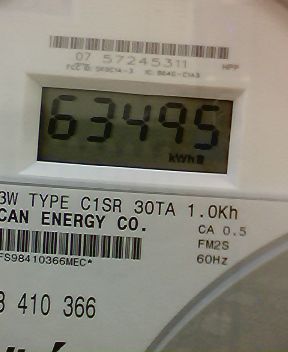 07 57245311 HPP
63495
kWh
3W TYPE C1SR 30TA 1.0Kh
CAN ENERGY CO. CA 0.5
FM2S
FS98410366MEC* 60Hz
3 410 366